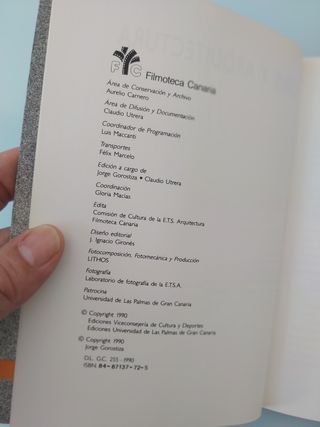 FC
Filmoteca Canaria
Área de Conservación y Archivo
Aurelio Carnero
Área de Difusión y Documentación
Claudio Utrera
Coordinador de Programación
Luis Maccanti
Transportes
Félix Marcelo
Edición a cargo de
Jorge Gorostiza • Claudio Utrera
Coordinación
Gloria Macías
Edita
Comisión de Cultura de la E.T.S. Arquitectura
Filmoteca Canaria
Diseño editorial
J. Ignacio Gironés
Fotocomposición, Fotomecánica y Producción
LITHOS
Fotografía
Laboratorio de fotografía de la E.T.S.A.
Patrocina
Universidad de Las Palmas de Gran Canaria
© Copyright 1990
Ediciones Viceconsejería de Cultura y Deportes
Ediciones Universidad de Las Palmas de Gran Canaria
© Copyright 1990
Jorge Gorostiza
D.L. G.C. 255 - 1990
ISBN: 84-87137-72-5